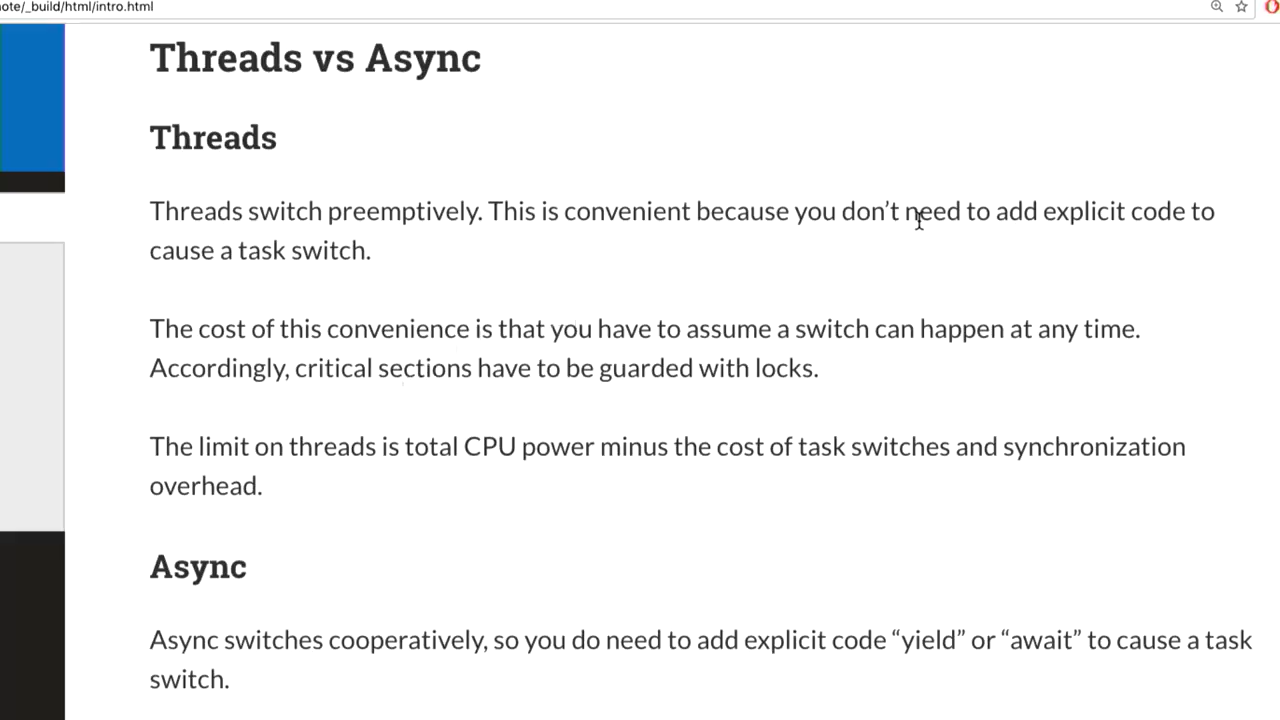 ote/_build/html/intro.html
Threads vs Async
Threads
Threads switch preemptively. This is convenient because you don’t need to add explicit code to
cause a task switch.
The cost of this convenience is that you have to assume a switch can happen at any time.
Accordingly, critical sections have to be guarded with locks.
The limit on threads is total CPU power minus the cost of task switches and synchronization
overhead.
Async
Async switches cooperatively, so you do need to add explicit code “yield” or “await” to cause a task
switch.